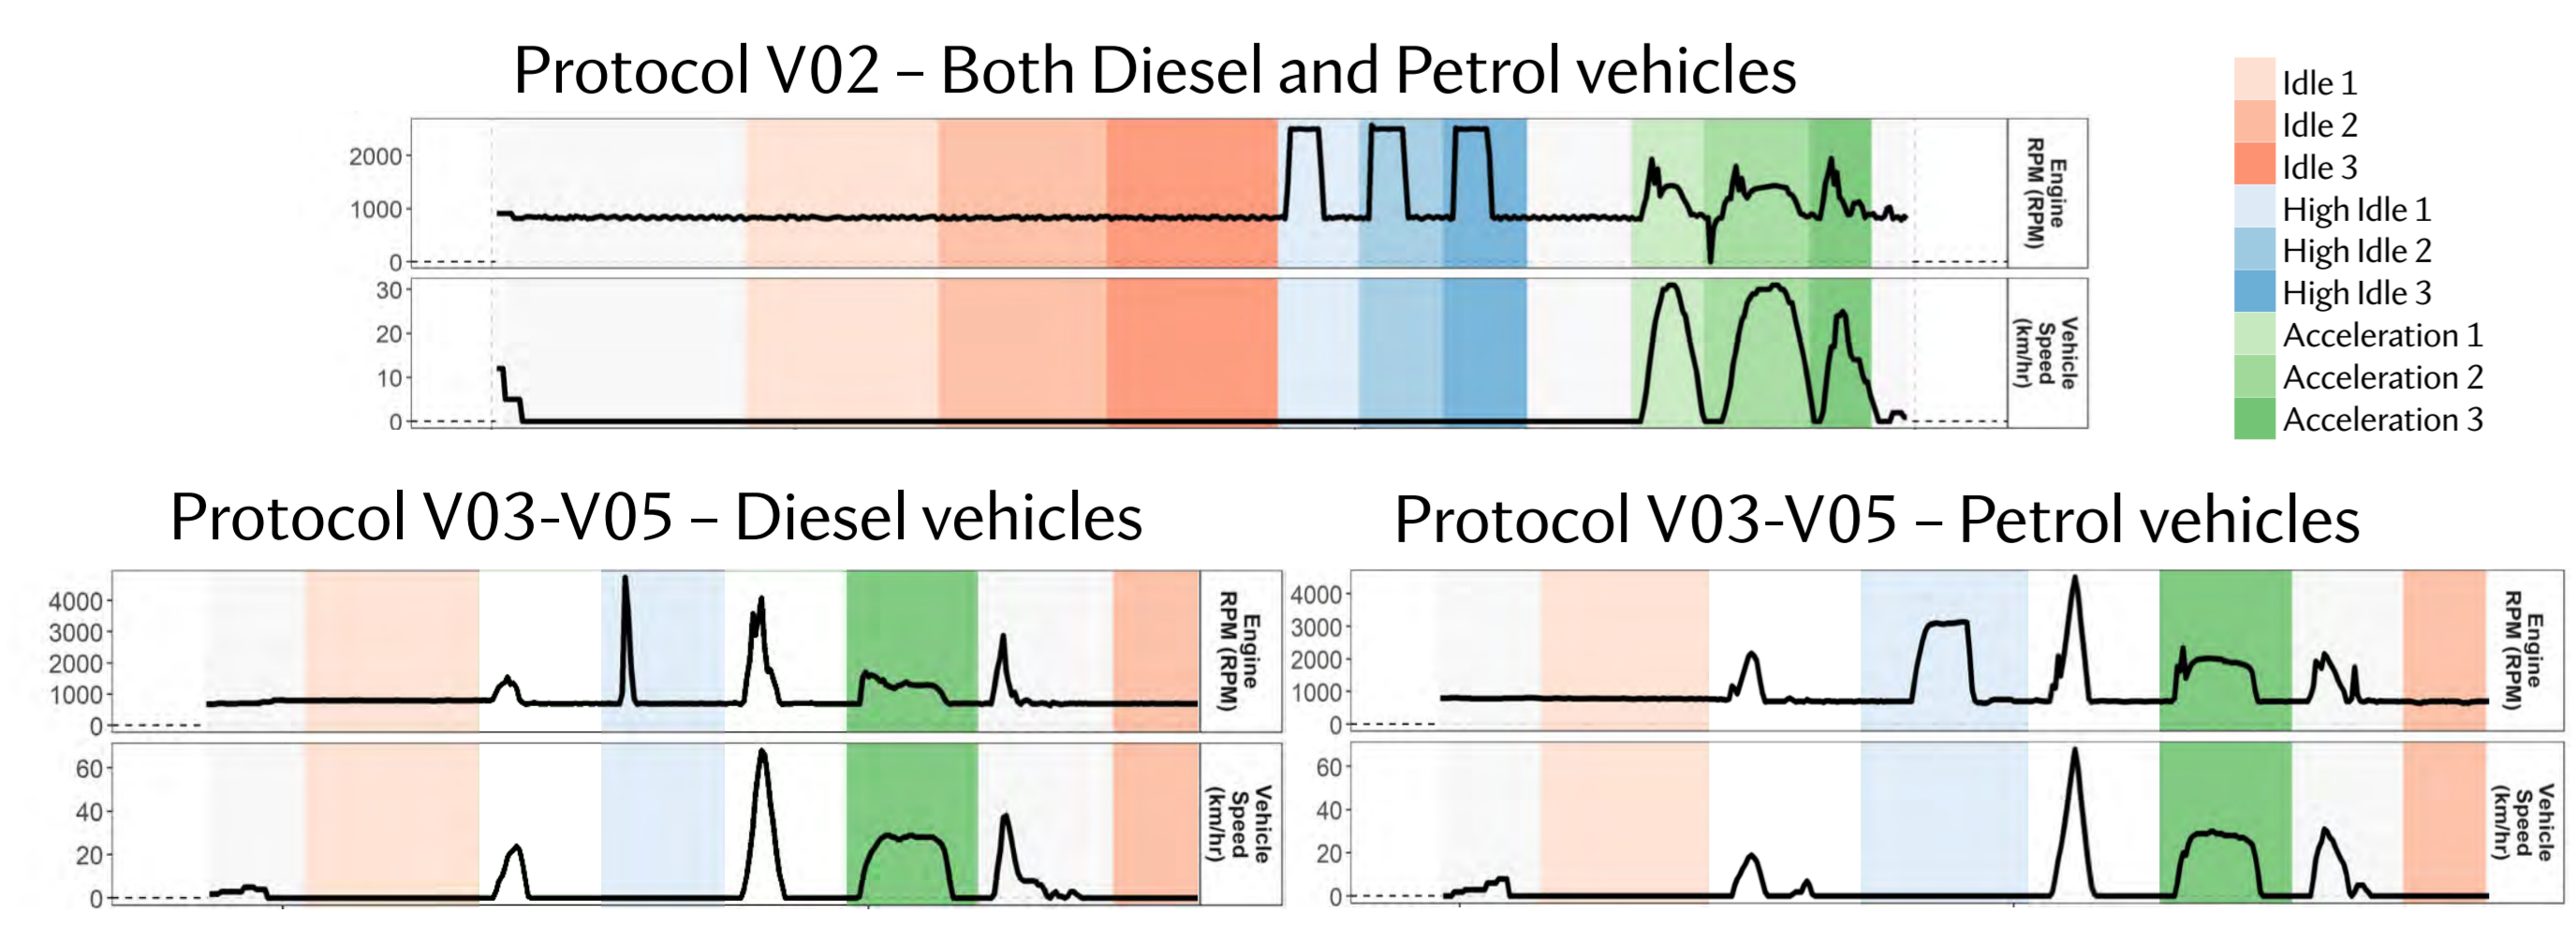 Protocol V02 – Both Diesel and Petrol vehicles
2000
1000
0
Engine
RPM (RPM)
30
20
10
0
Vehicle
Speed
(km/hr)
Idle 1
Idle 2
Idle 3
High Idle 1
High Idle 2
High Idle 3
Acceleration 1
Acceleration 2
Acceleration 3
Protocol V03-V05 – Diesel vehicles
4000
3000
2000
1000
0
Engine
RPM (RPM)
60
40
20
0
Vehicle
Speed
(km/hr)
Protocol V03-V05 – Petrol vehicles
4000
3000
2000
1000
0
Engine
RPM (RPM)
60
40
20
0
Vehicle
Speed
(km/hr)